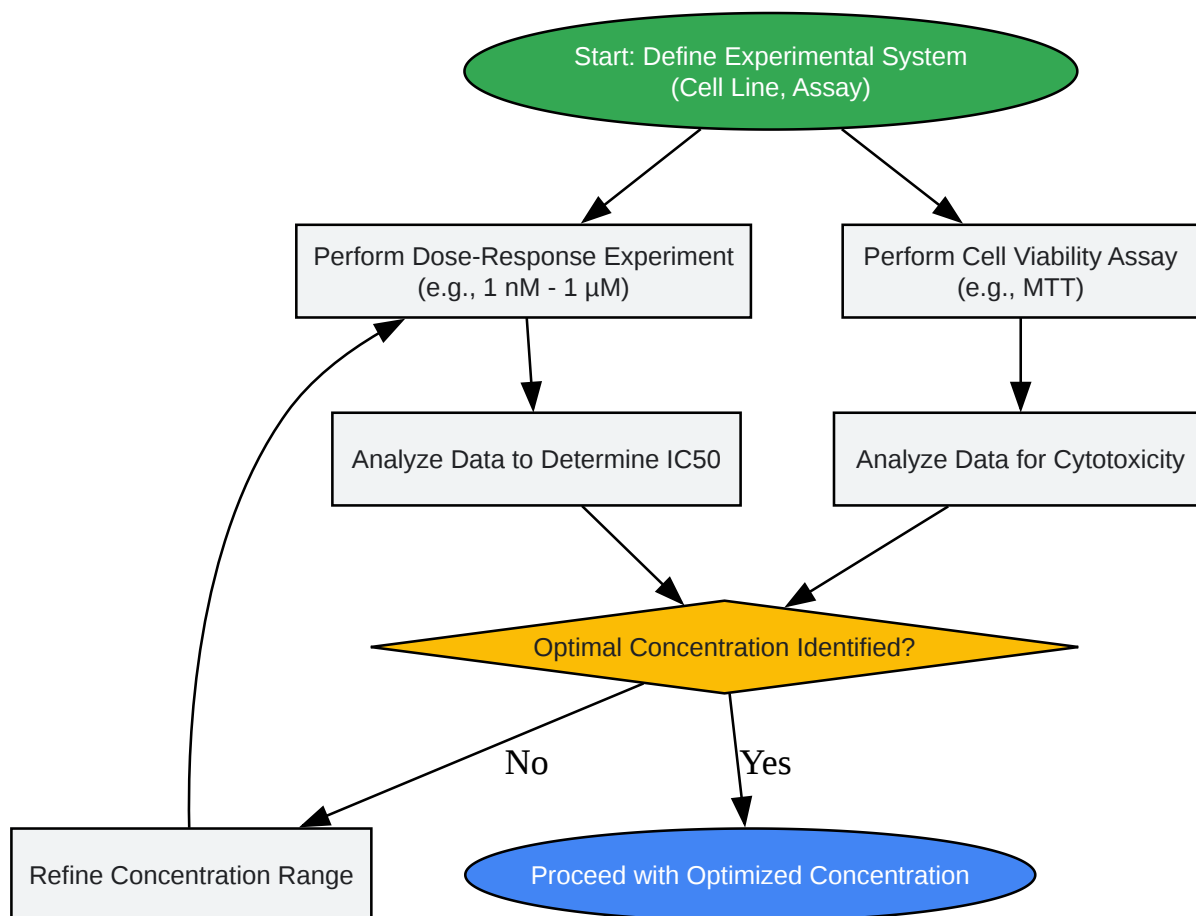 Start: Define Experimental System
(Cell Line, Assay)
Perform Dose-Response Experiment
(e.g., 1 nM - 1 µM)
Perform Cell Viability Assay
(e.g., MTT)
Analyze Data to Determine IC50
Analyze Data for Cytotoxicity
Optimal Concentration Identified?
No
Yes
Refine Concentration Range
Proceed with Optimized Concentration